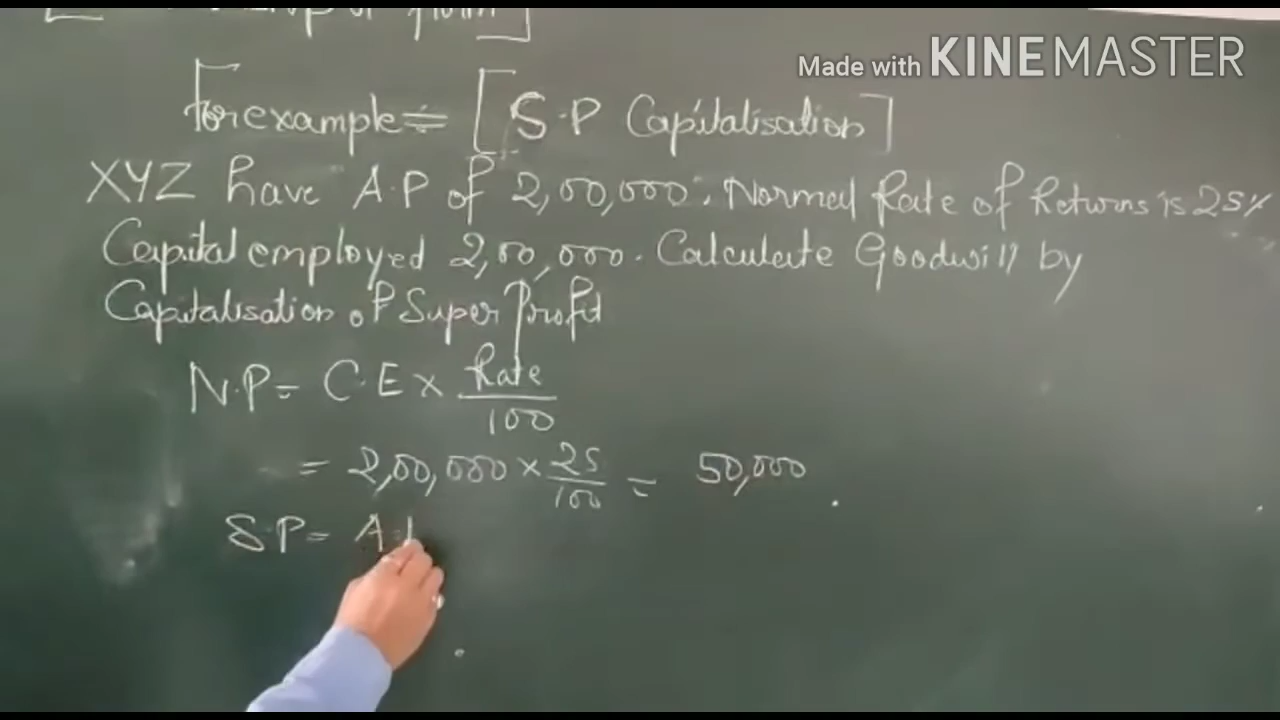 Made with KINEMASTER
For example = [S.P Capitalisation]
XYZ have A.P of 2,00,000. Normal Rate of Returns is 25%
Capital employed 2,00,000. Calculate Goodwill by
Capitalisation of Super Profit
N.P = C.E × Rate/100
= 2,00,000 × 25/100 = 50,000
S.P = A.